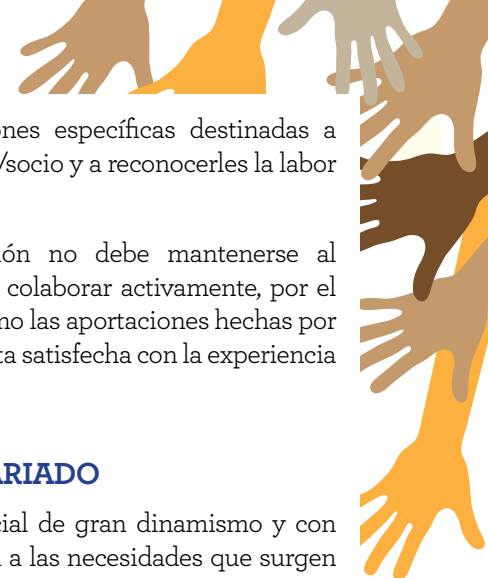 nes específicas destinadas a
/socio y a reconocerles la labor
ón no debe mantenerse al
colaborar activamente, por el
mo las aportaciones hechas por
ta satisfecha con la experiencia
ARIADO
cial de gran dinamismo y con
a las necesidades que surgen